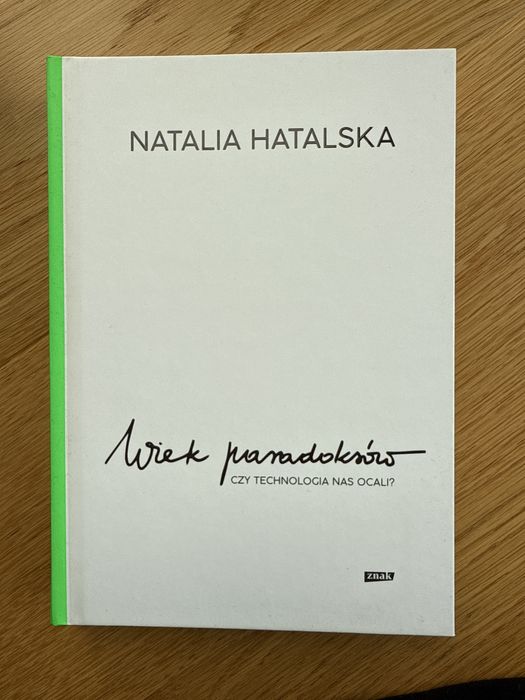 NATALIA HATALSKA
Wiek paradoksów
CZY TECHNOLOGIA NAS OCALI?
znak